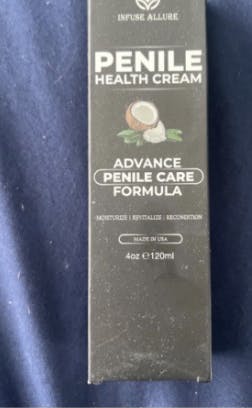 INFUSE ALLURE
PENILE
HEALTH CREAM
ADVANCE
PENILE CARE
FORMULA
MOISTURIZE | REVITALIZE | RECONDITION
MADE IN USA
4oz ℮120ml